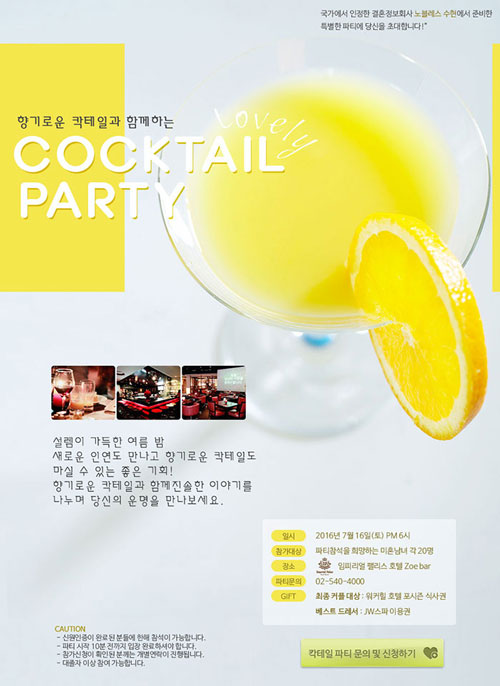 국가에서 인정한 결혼정보회사 노블레스 수현에서 준비한
특별한 파티에 당신을 초대합니다!"
향기로운 칵테일과 함께하는
Lovely
COCKTAIL
PARTY
설렘이 가득한 여름 밤
새로운 인연도 만나고 향기로운 칵테일도
마실 수 있는 좋은 기회!
향기로운 칵테일과 함께진솔한 이야기를
나누며 당신의 운명을 만나보세요.
일시 2016년 7월 16일(토) PM 6시
참가대상 파티참석을 희망하는 미혼남녀 각 20명
장소 임피리얼 팰리스 호텔 Zoe bar
파티문의 02-540-4000
GIFT 최종 커플 대상 : 워커힐 호텔 포시즌 식사권
베스트 드레서 : JW스파 이용권
CAUTION
- 신원인증이 완료된 분들에 한해 참석이 가능합니다.
- 파티 시작 10분 전까지 입장 완료하셔야 합니다.
- 참가신청이 확인된 분께는 개별연락이 진행됩니다.
- 대졸자 이상 참여 가능합니다.
칵테일 파티 문의 및 신청하기